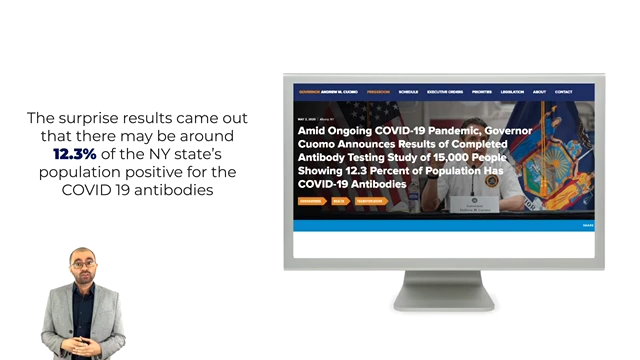 The surprise results came out
that there may be around
12.3% of the NY state's
population positive for the
COVID 19 antibodies
GOVERNOR ANDREW M. CUOMO PRESSROOM SCHEDULE EXECUTIVE ORDERS PRIORITIES LEGISLATION ABOUT CONTACT
MAY 2, 2020 Albany, NY
Amid Ongoing COVID-19 Pandemic, Governor
Cuomo Announces Results of Completed
Antibody Testing Study of 15,000 People
Showing 12.3 Percent of Population Has
COVID-19 Antibodies
HEALTH TRANSPORTATION
SHARE